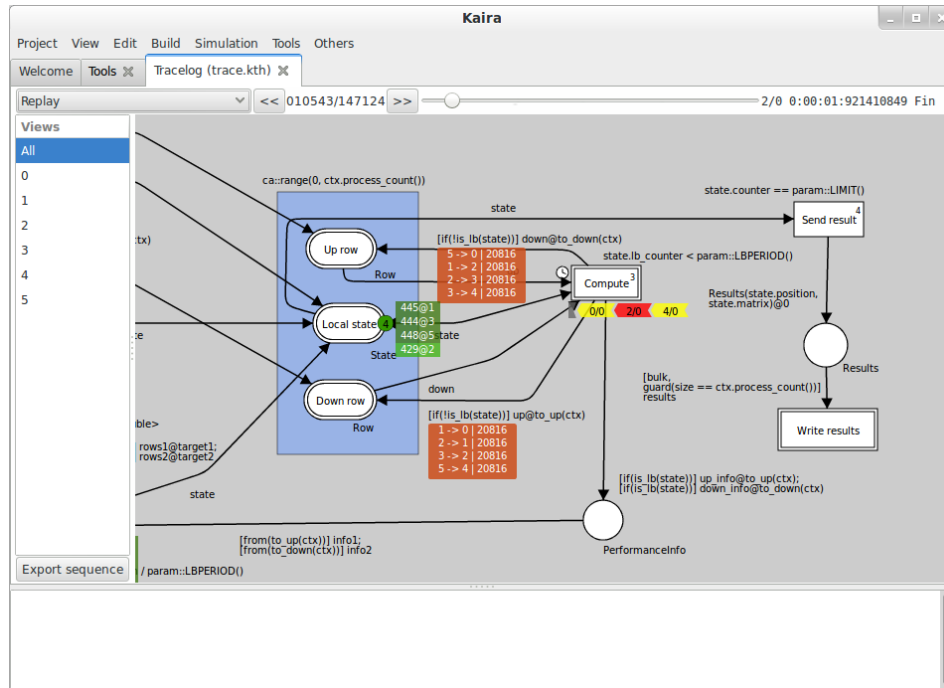 Kaira
Project View Edit Build Simulation Tools Others
Welcome Tools Tracelog (trace.kth)
Replay << 010543/147124 >> 2/0 0:00:01:921410849 Fin
Views
All
0
1
2
3
4
5
Export sequence
ca::range(0, ctx.process_count())
state.counter == param::LIMIT()
state
Send result 4
ctx)
[if(!is_lb(state))] down@to_down(ctx)
Up row
5 -> 0 | 20816
1 -> 2 | 20816
2 -> 3 | 20816
3 -> 4 | 20816
state.lb_counter < param::LBPERIOD()
Row
Compute 3
Results(state.position,
state.matrix)@0
445@1
444@3
448@5
429@2
/0/0 2/0 4/0
Local state 4
state
State
Results
[bulk,
guard(size == ctx.process_count())]
results
down
Down row
Row
[if(!is_lb(state))] up@to_up(ctx)
1 -> 0 | 20816
2 -> 1 | 20816
3 -> 2 | 20816
5 -> 4 | 20816
Write results
ble>
rows1@target1;
rows2@target2
state
[if(is_lb(state))] up_info@to_up(ctx);
[if(is_lb(state))] down_info@to_down(ctx)
[from(to_up(ctx))] info1;
[from(to_down(ctx))] info2
PerformanceInfo
/ param::LBPERIOD()